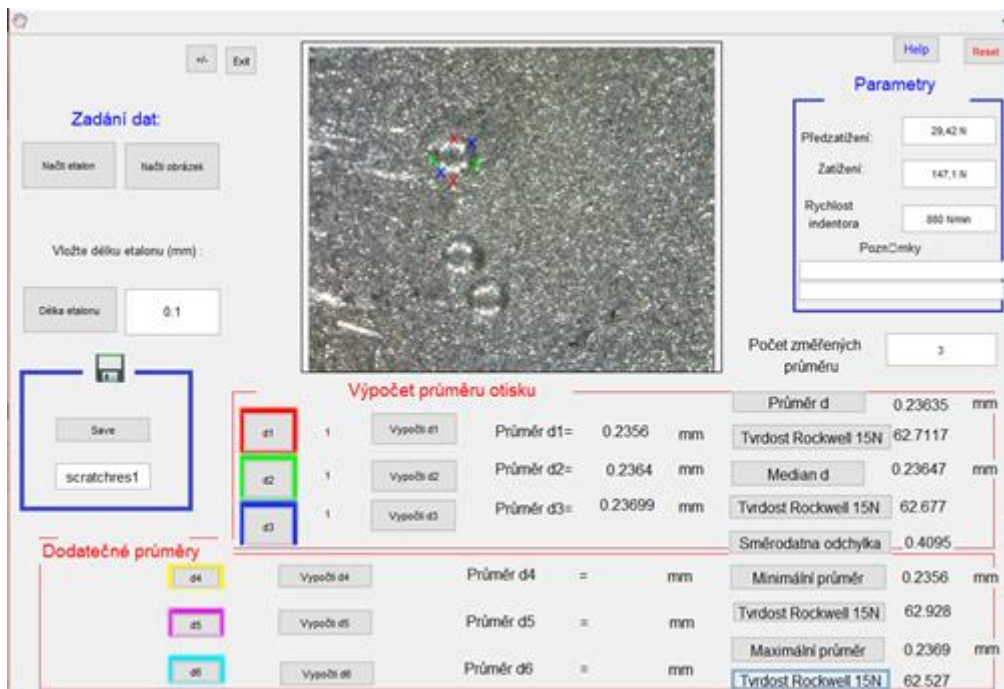 Help
Reset
+/-
Exit
Parametry
Zadání dat:
Předzatížení:
29,42 N
Načti etalon
Načti obrázek
Zatížení:
147,1 N
Rychlost
indentora
880 N/min
Vložte délku etalonu (mm) :
Pozn□mky
Délka etalonu
0.1
Počet změřených
průměru
3
Výpočet průměru otisku
Průměr d
0.23635
mm
d1
1
Vypočti d1
Průměr d1=
0.2356
mm
Save
Tvrdost Rockwell 15N
62.7117
d2
1
Vypočti d2
Průměr d2=
0.2364
mm
Median d
0.23647
mm
scratchres1
d3
1
Vypočti d3
Průměr d3=
0.23699
mm
Tvrdost Rockwell 15N
62.677
Směrodatna odchylka
0.4095
Dodatečné průměry
d4
Vypočti d4
Průměr d4
=
mm
Minimální průměr
0.2356
mm
Tvrdost Rockwell 15N
62.928
d5
Vypočti d5
Průměr d5
=
mm
Maximální průměr
0.2369
mm
d6
Vypočti d6
Průměr d6
=
mm
Tvrdost Rockwell 15N
62.527